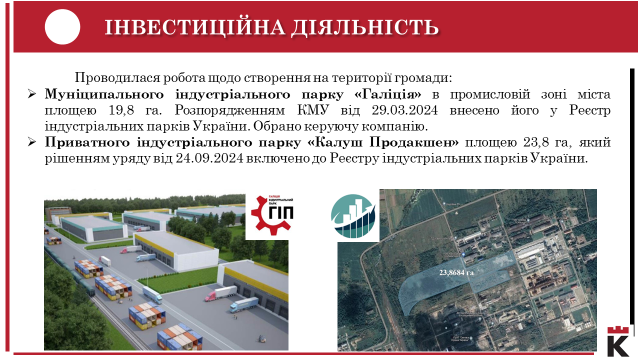 ІНВЕСТИЦІЙНА ДІЯЛЬНІСТЬ
Проводилася робота щодо створення на території громади:
➢ Муніципального індустріального парку «Галіція» в промисловій зоні міста
площею 19,8 га. Розпорядженням КМУ від 29.03.2024 внесено його у Реєстр
індустріальних парків України. Обрано керуючу компанію.
➢ Приватного індустріального парку «Калуш Продакшен» площею 23,8 га, який
рішенням уряду від 24.09.2024 включено до Реєстру індустріальних парків України.
ГІП
23,8684 га
К